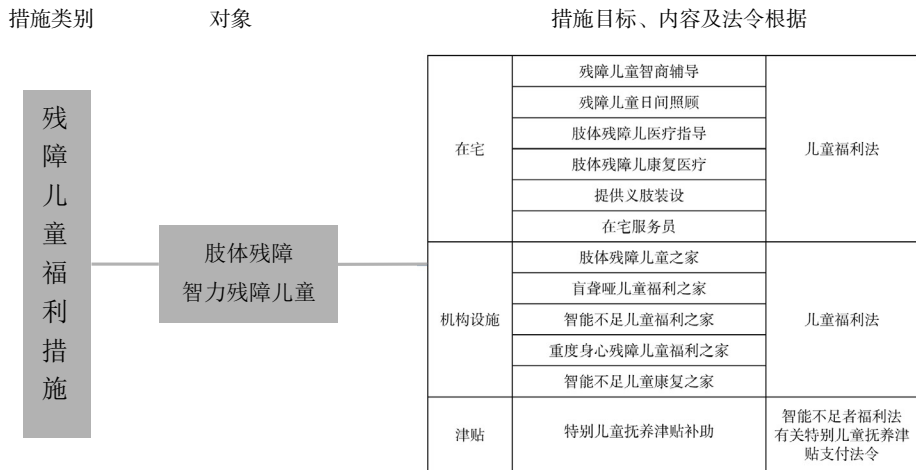 措施类别 对象 措施目标、内容及法令根据
残障儿童福利措施
肢体残障
智力残障儿童
在宅
残障儿童智商辅导
残障儿童日间照顾
肢体残障儿医疗指导
肢体残障儿康复医疗
提供义肢装设
在宅服务员
儿童福利法
机构设施
肢体残障儿童之家
盲聋哑儿童福利之家
智能不足儿童福利之家
重度身心残障儿童福利之家
智能不足儿童康复之家
儿童福利法
津贴
特别儿童抚养津贴补助
智能不足者福利法
有关特别儿童抚养津
贴支付法令